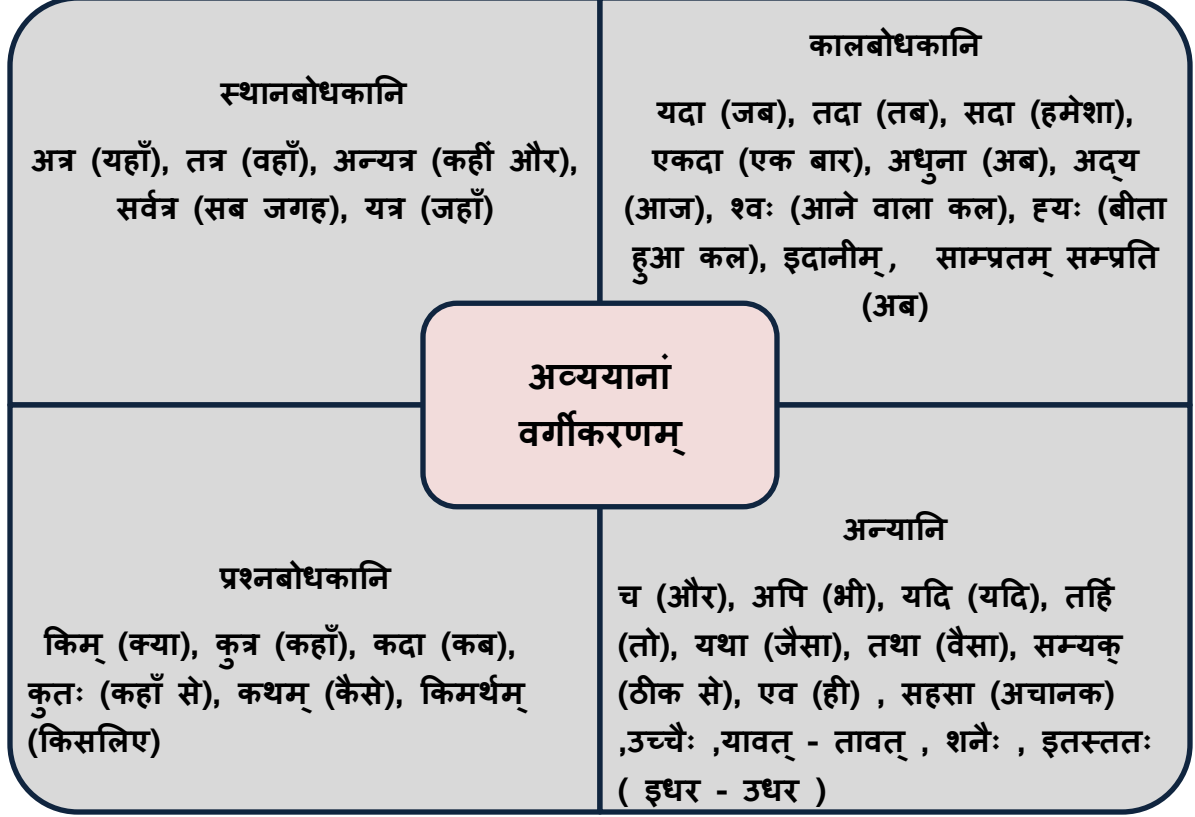 स्थानबोधकानि
अत्र (यहाँ), तत्र (वहाँ), अन्यत्र (कहीं और),
सर्वत्र (सब जगह), यत्र (जहाँ)
कालबोधकानि
यदा (जब), तदा (तब), सदा (हमेशा),
एकदा (एक बार), अधुना (अब), अद्‌य
(आज), श्वः (आने वाला कल), ह्यः (बीता
हुआ कल), इदानीम् ,   साम्प्रतम् सम्प्रति
(अब)
अव्ययानां
वर्गीकरणम्
प्रश्नबोधकानि
किम् (क्या), कुत्र (कहाँ), कदा (कब),
कुतः (कहाँ से), कथम् (कैसे), किमर्थम्
(किसलिए)
अन्यानि
च (और), अपि (भी), यदि (यदि), तर्हि
(तो), यथा (जैसा), तथा (वैसा), सम्यक्
(ठीक से), एव (ही) , सहसा (अचानक)
,उच्चैः ,यावत् - तावत् , शनैः , इतस्ततः
( इधर - उधर )